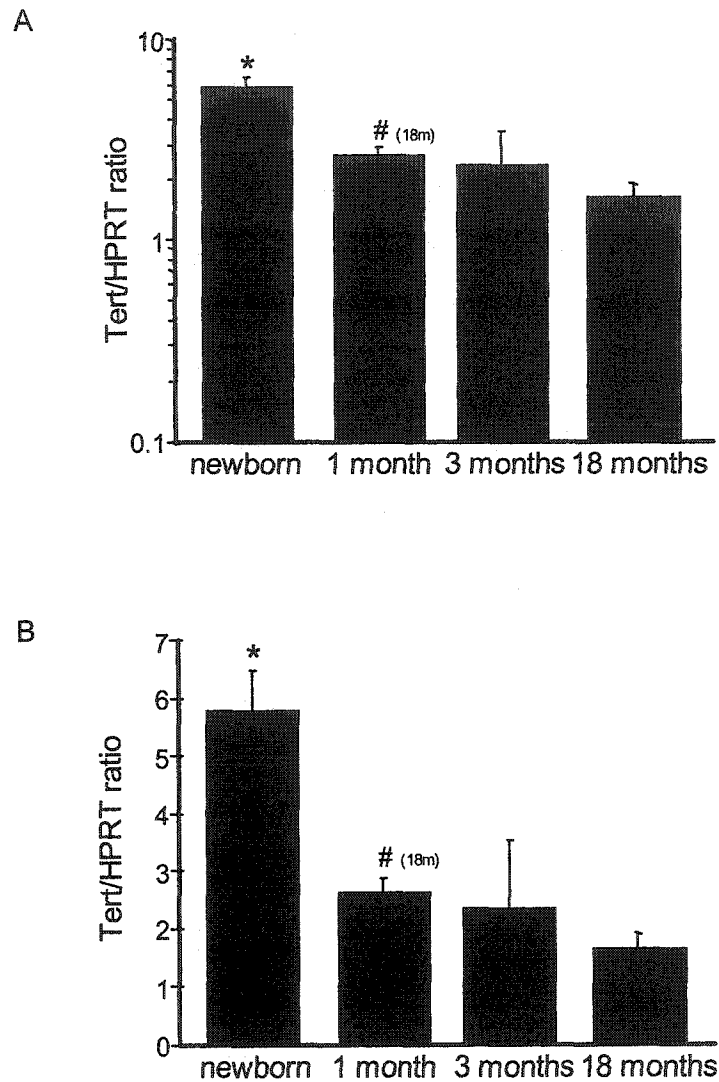 A
10
*
# (18m)
1
0.1
Tert/HPRT ratio
newborn 1 month 3 months 18 months
B
7
*
6
5
4
# (18m)
3
2
1
0
Tert/HPRT ratio
newborn 1 month 3 months 18 months